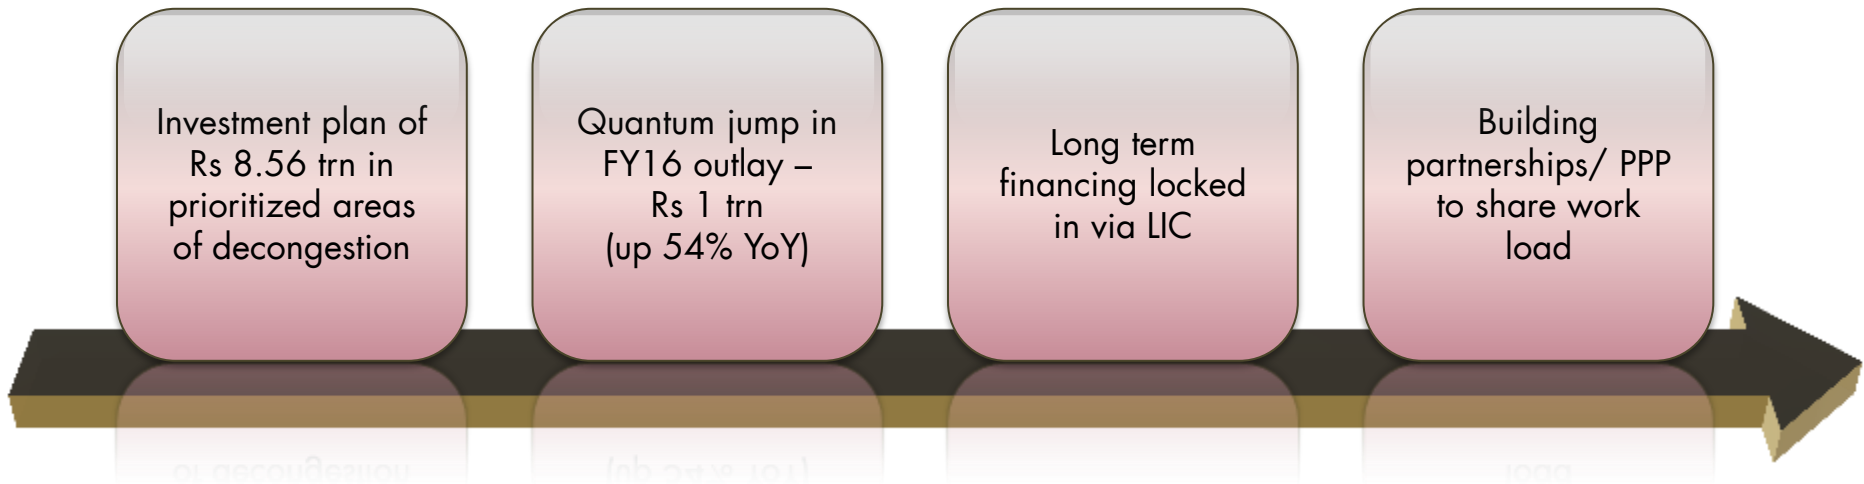 Investment plan of
Rs 8.56 trn in
prioritized areas
of decongestion
Quantum jump in
FY16 outlay –
Rs 1 trn
(up 54% YoY)
Long term
financing locked
in via LIC
Building
partnerships/ PPP
to share work
load